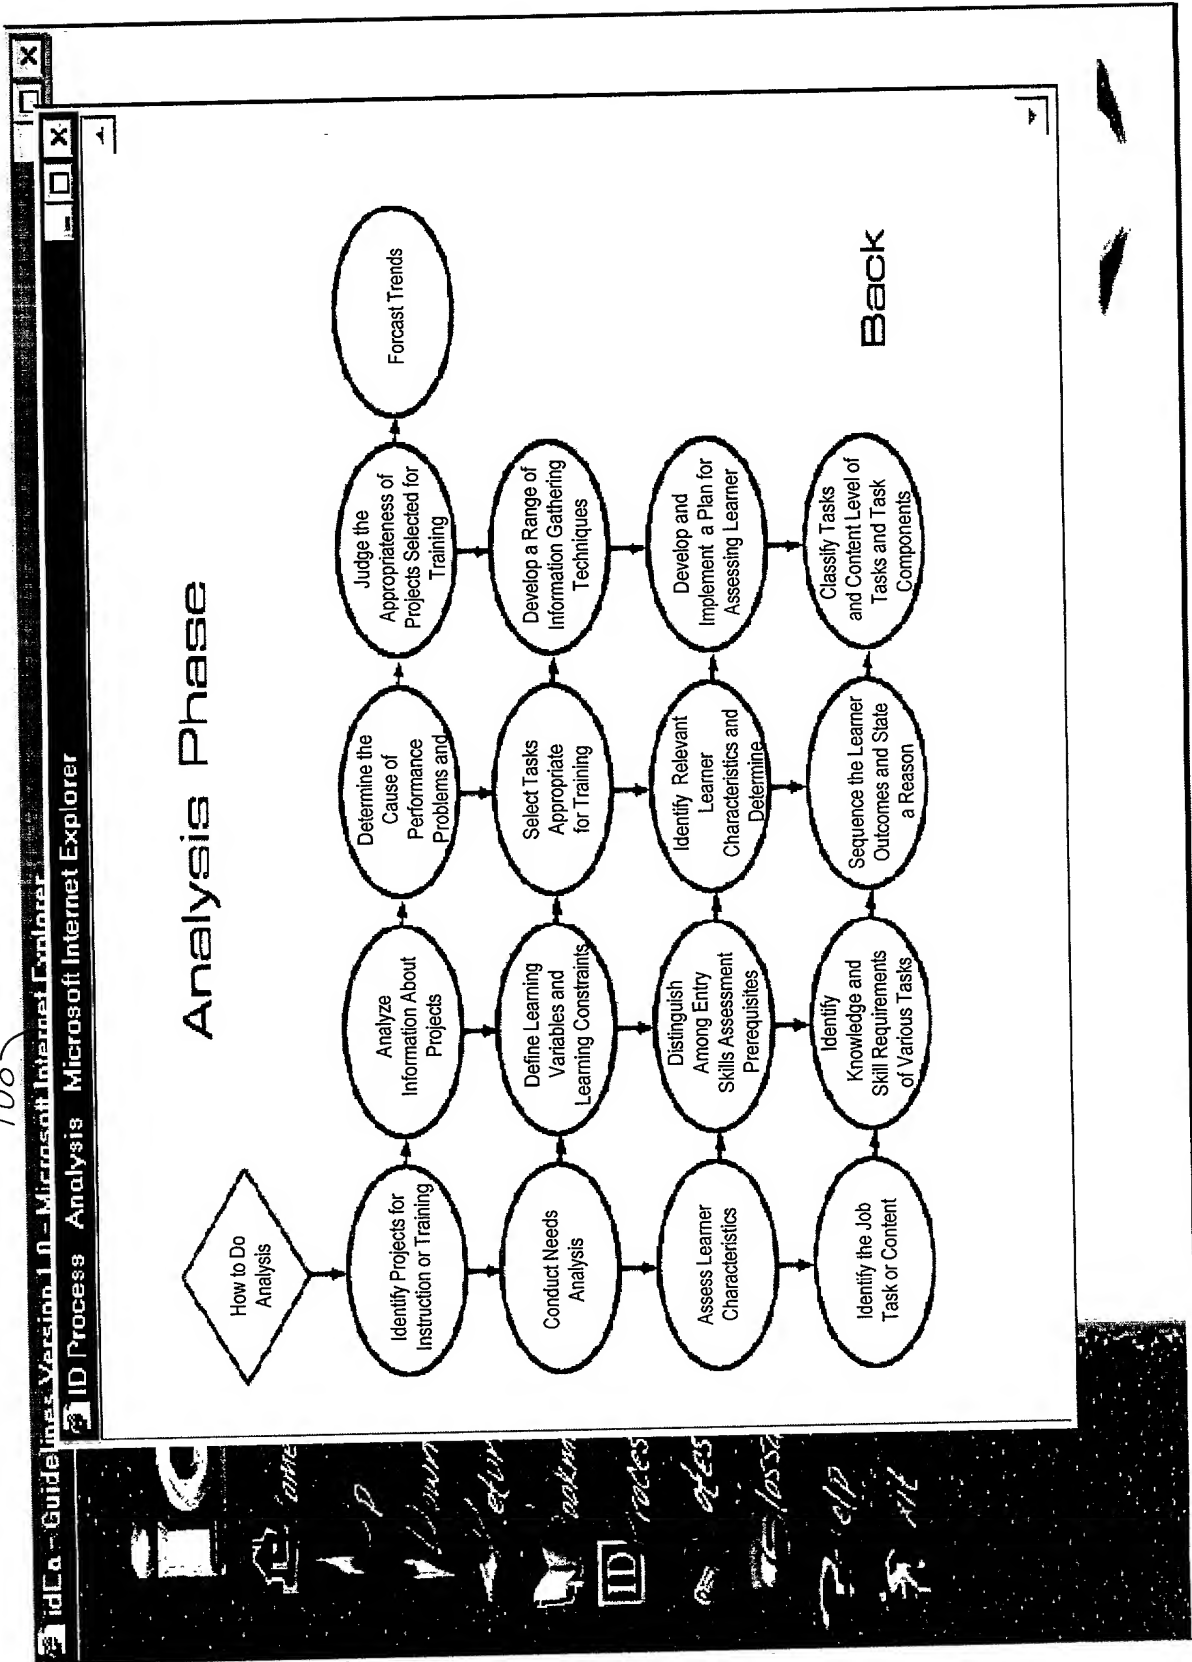 100
idCa - Guidelines Version 1.0 - Microsoft Internet Explorer
ID Process Analysis Microsoft Internet Explorer
Analysis Phase
How to Do
Analysis
Identify Projects for
Instruction or Training
Analyze
Information About
Projects
Determine the
Cause of
Performance
Problems and
Judge the
Appropriateness of
Projects Selected for
Training
Forcast Trends
Conduct Needs
Analysis
Define Learning
Variables and
Learning Constraints
Select Tasks
Appropriate
for Training
Develop a Range of
Information Gathering
Techniques
Assess Learner
Characteristics
Distinguish
Among Entry
Skills Assessment
Prerequisites
Identify Relevant
Learner
Characteristics and
Determine
Develop and
Implement a Plan for
Assessing Learner
Identify the Job
Task or Content
Identify
Knowledge and
Skill Requirements
of Various Tasks
Sequence the Learner
Outcomes and State
a Reason
Classify Tasks
and Content Level of
Tasks and Task
Components
Back
ID